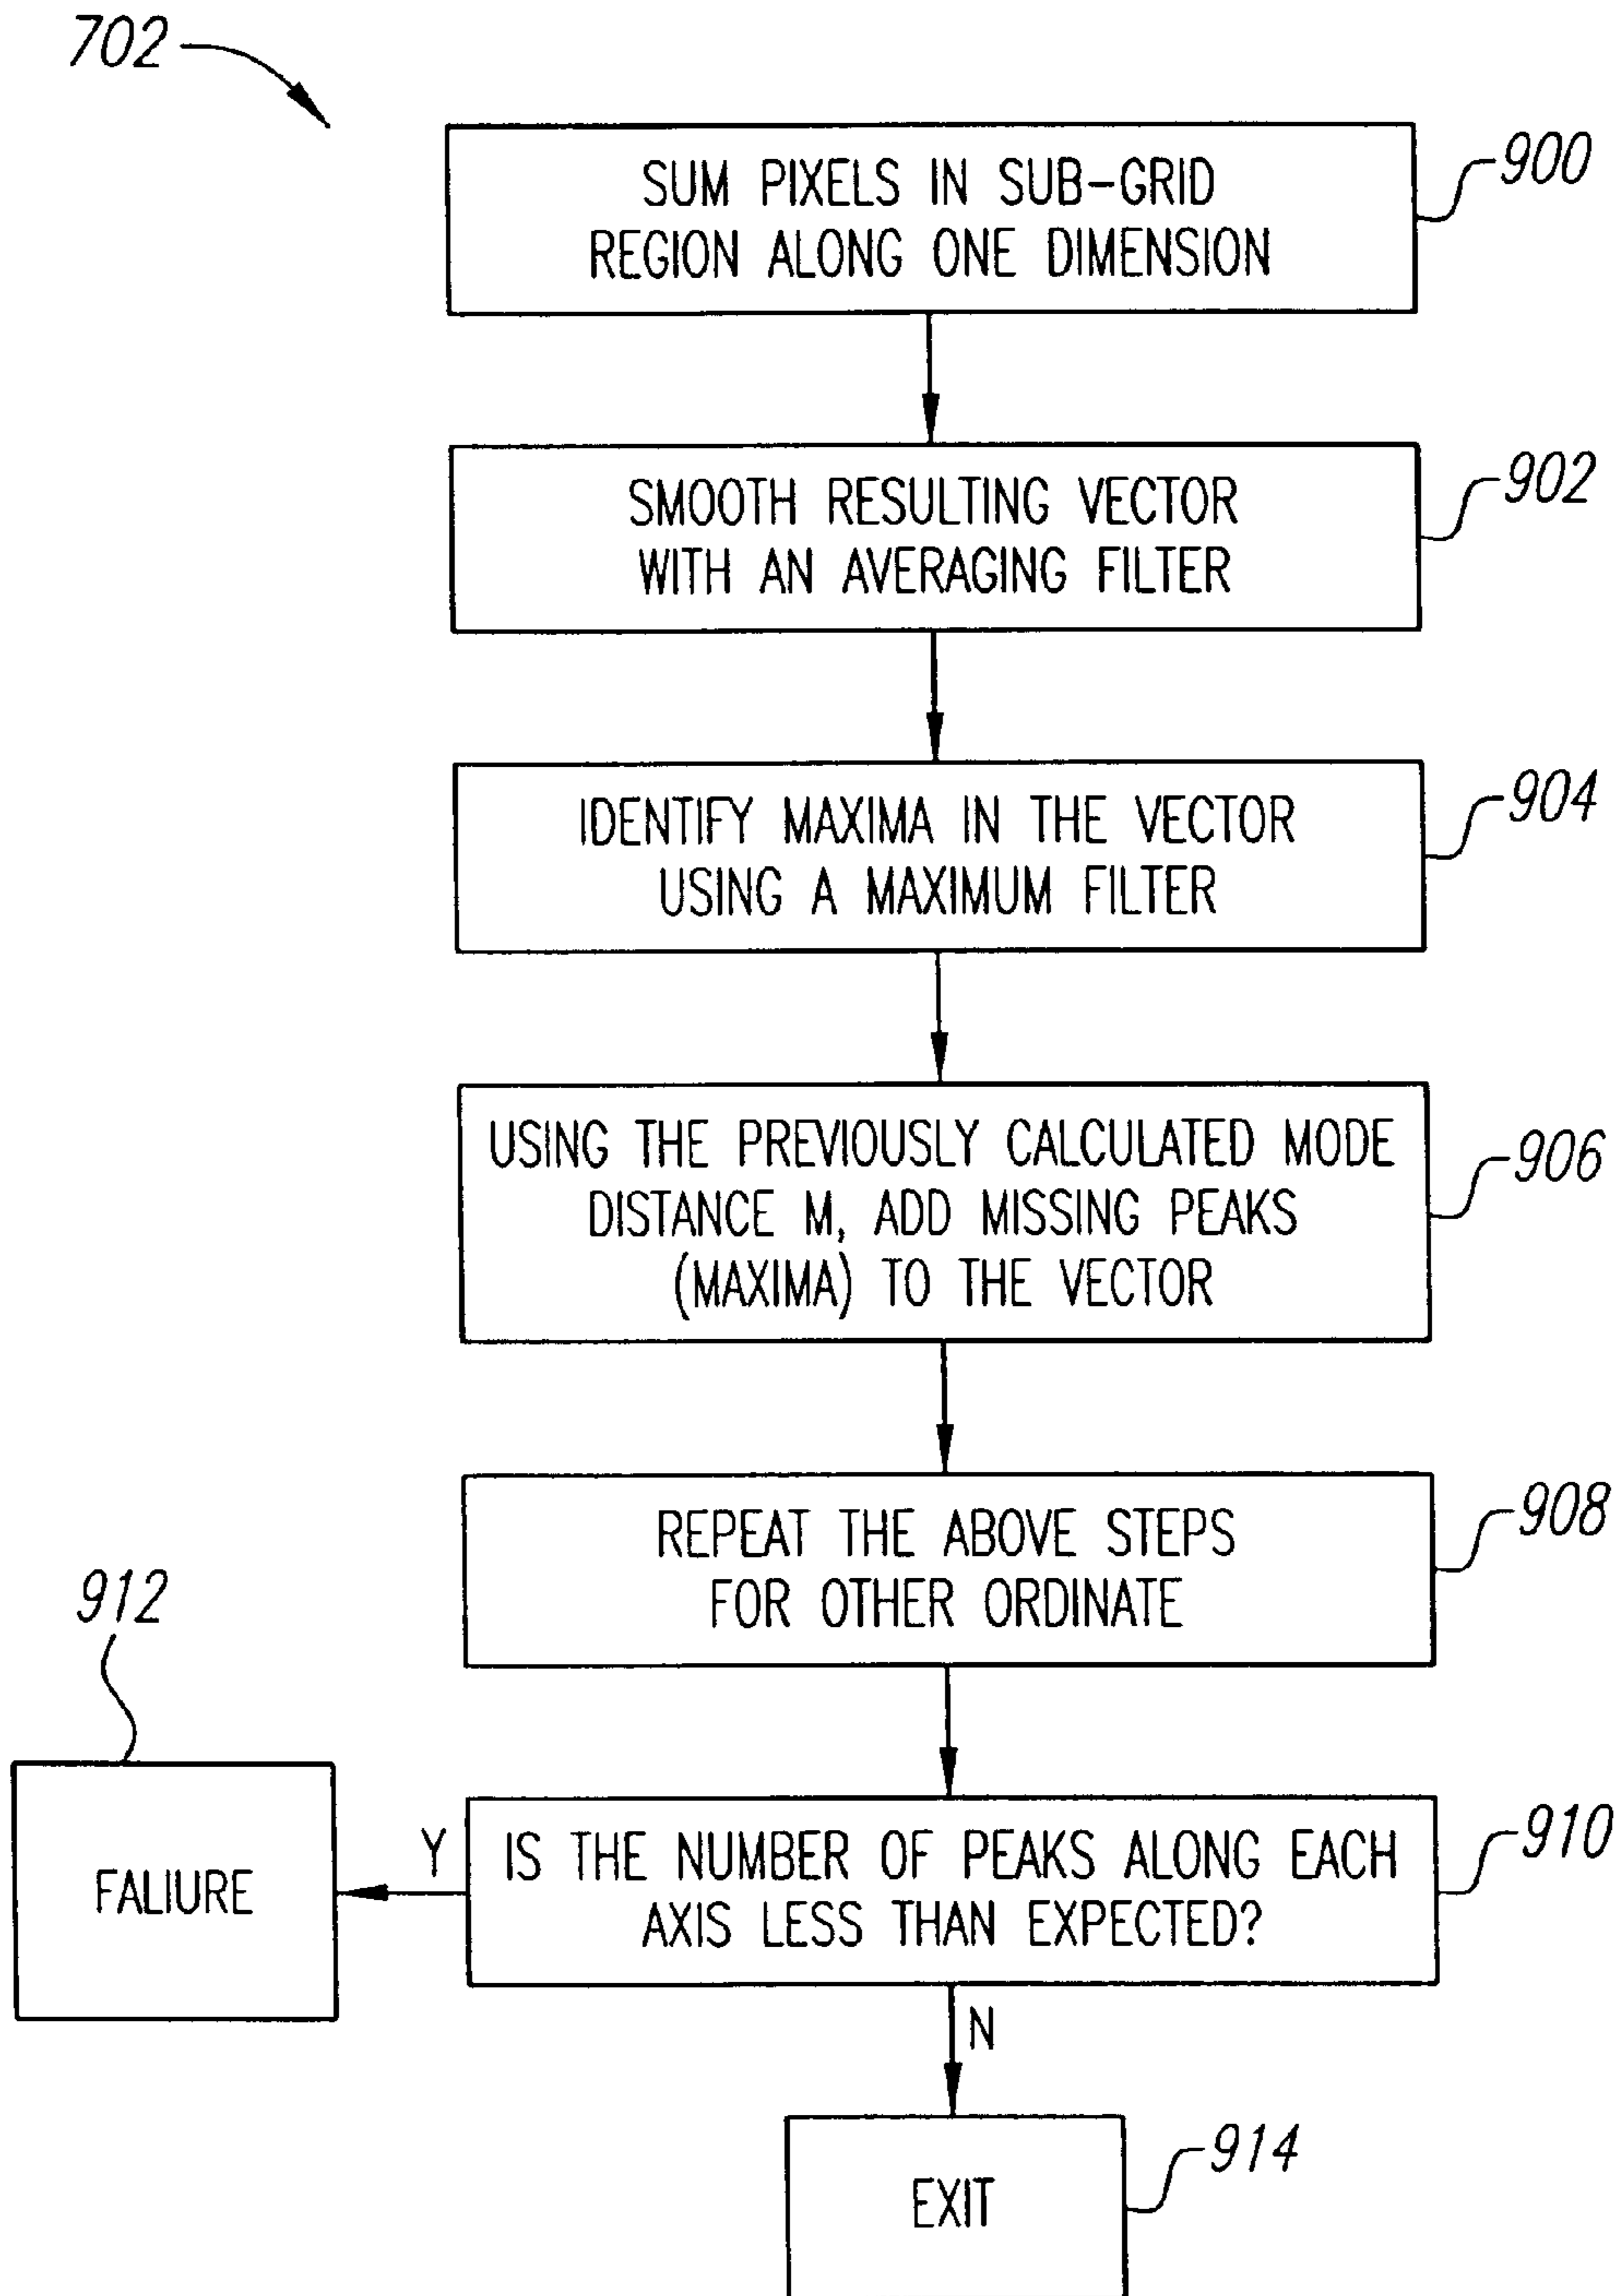 702
SUM PIXELS IN SUB-GRID
REGION ALONG ONE DIMENSION
900
SMOOTH RESULTING VECTOR
WITH AN AVERAGING FILTER
902
IDENTIFY MAXIMA IN THE VECTOR
USING A MAXIMUM FILTER
904
USING THE PREVIOUSLY CALCULATED MODE
DISTANCE M, ADD MISSING PEAKS
(MAXIMA) TO THE VECTOR
906
REPEAT THE ABOVE STEPS
FOR OTHER ORDINATE
908
912
FALIURE
Y
IS THE NUMBER OF PEAKS ALONG EACH
AXIS LESS THAN EXPECTED?
910
N
EXIT
914